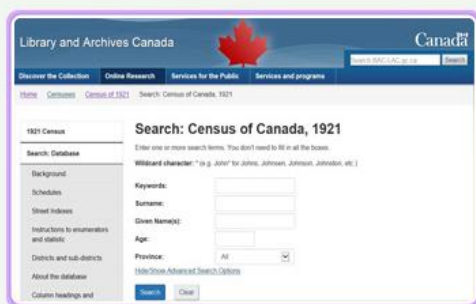 Library and Archives Canada
Canada
Search BAC-LAC.gc.ca Search
Discover the Collection Online Research Services for the Public Services and programs
Home Censuses Census of 1921 Search: Census of Canada, 1921
1921 Census
Search: Database
Background
Schedules
Street Indexes
Instructions to enumerators
and statistic
Districts and sub-districts
About the database
Column headings and
Search: Census of Canada, 1921
Enter one or more search terms. You don't need to fill in all the boxes.
Wildcard character: * (e.g. John* for Johns, Johnsen, Johnson, Johnston, etc.)
Keywords:
Surname:
Given Name(s):
Age:
Province: All
Hide/Show Advanced Search Options
Search Clear